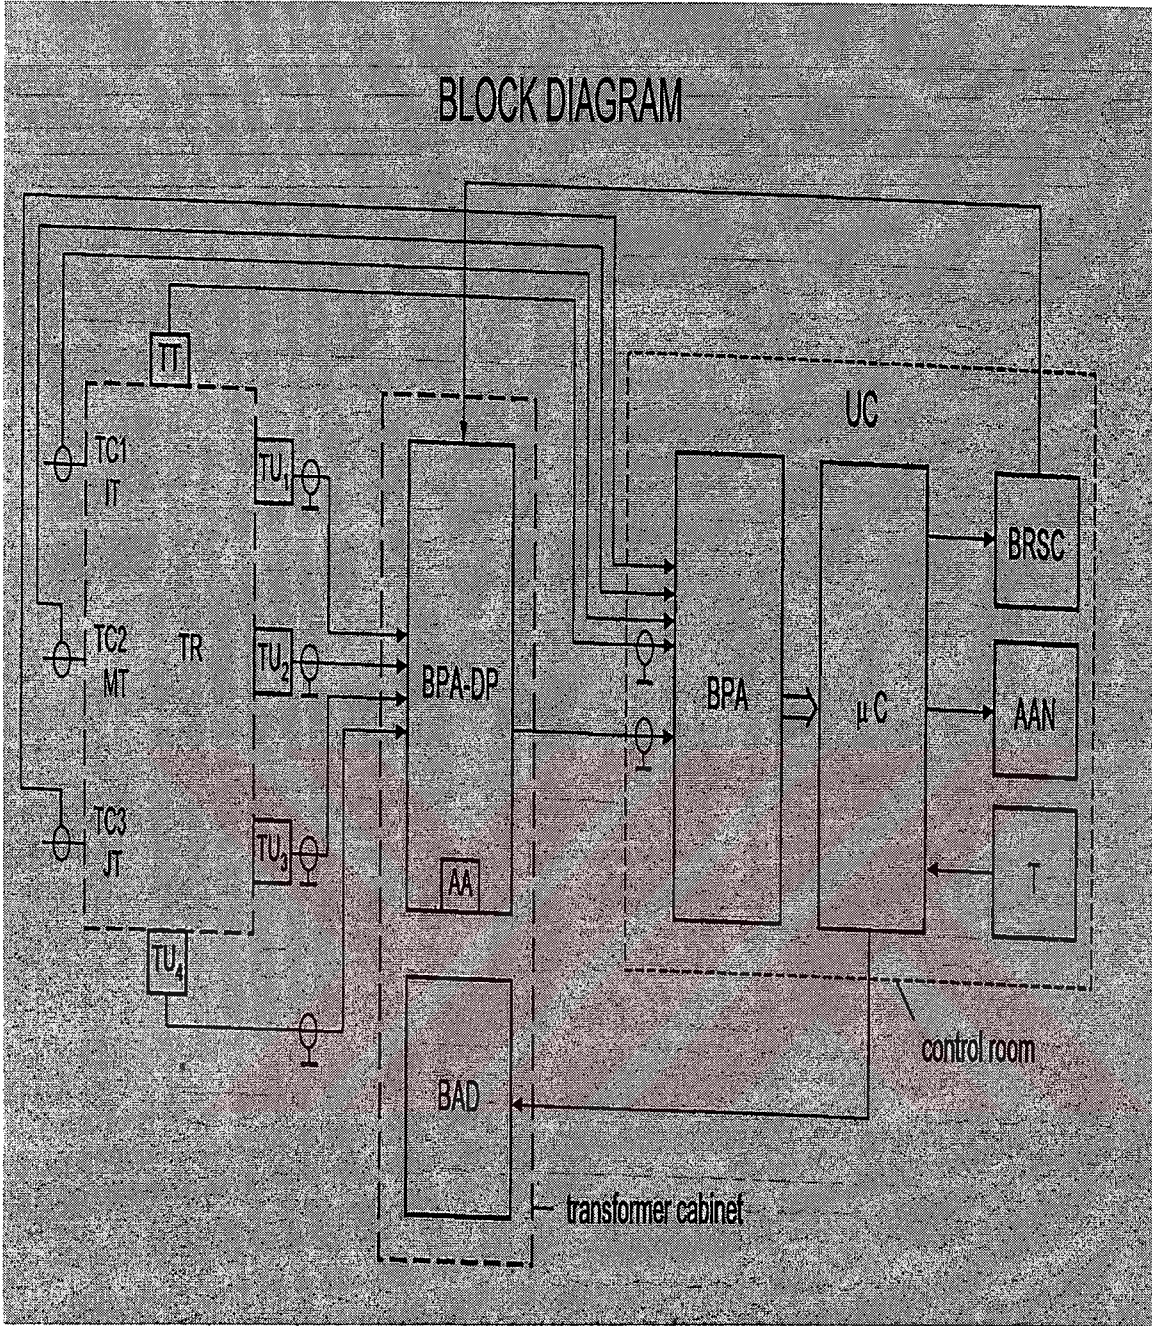 BLOCK DIAGRAM
TT
UC
TC1
IT
TU1
BRSC
TC2
MT
TR
TU2
BPA-DP
BPA
μC
AAN
TC3
JT
TU3
AA
T
TU4
control room
BAD
transformer cabinet